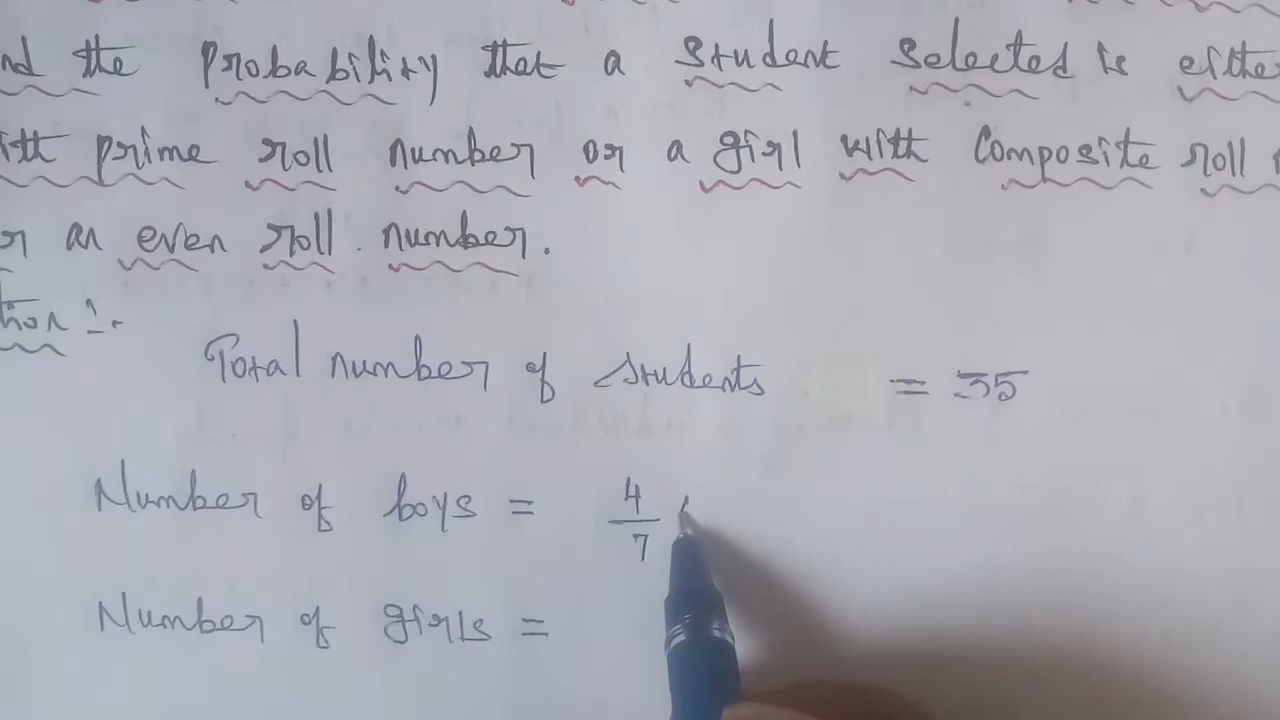 the Probability that a Student Selected is
prime roll number or a girl with Composite roll
an even roll number.
Total number of students = 35
Number of boys = 4/7
Number of girls =